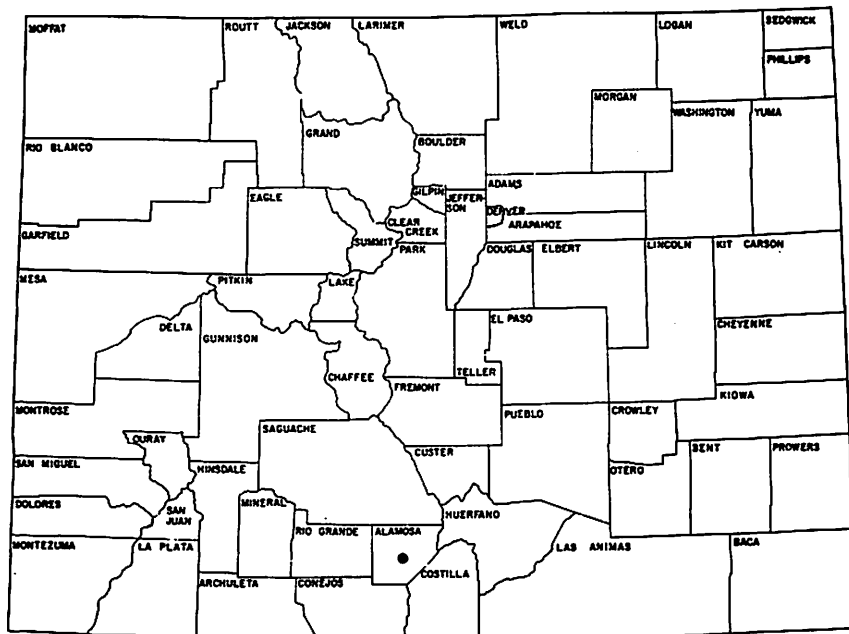 MOFFAT
ROUTT
JACKSON
LARIMER
WELD
LOGAN
SEDGWICK
PHILLIPS
MORGAN
WASHINGTON
YUMA
RIO BLANCO
GRAND
BOULDER
GILPIN
JEFFER-
SON
ADAMS
DENVER
ARAPAHOE
EAGLE
CLEAR
CREEK
SUMMIT
GARFIELD
PARK
DOUGLAS
ELBERT
LINCOLN
KIT CARSON
MESA
PITKIN
LAKE
DELTA
GUNNISON
EL PASO
CHEYENNE
TELLER
CHAFFEE
FREMONT
KIOWA
MONTROSE
PUEBLO
CROWLEY
SAGUACHE
OURAY
CUSTER
SAN MIGUEL
HINSDALE
OTERO
BENT
PROWERS
DOLORES
SAN
JUAN
MINERAL
HUERFANO
RIO GRANDE
ALAMOSA
MONTEZUMA
LA PLATA
LAS ANIMAS
BACA
ARCHULETA
CONEJOS
COSTILLA